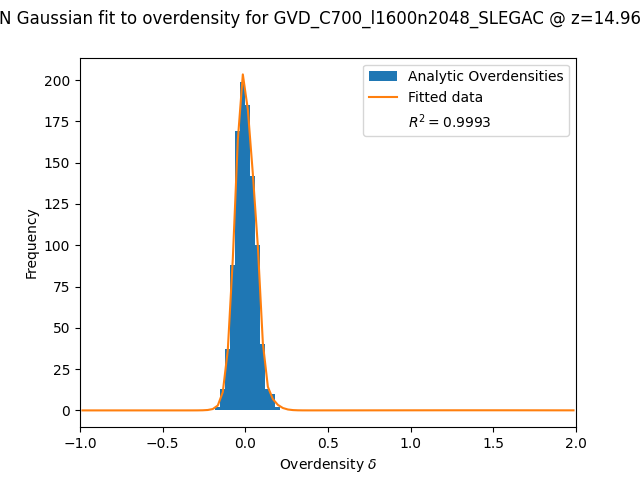 N Gaussian fit to overdensity for GVD_C700_l1600n2048_SLEGAC @ z=14.96
Analytic Overdensities
Fitted data
R² = 0.9993
Frequency
200
175
150
125
100
75
50
25
0
−1.0 −0.5 0.0 0.5 1.0 1.5 2.0
Overdensity δ